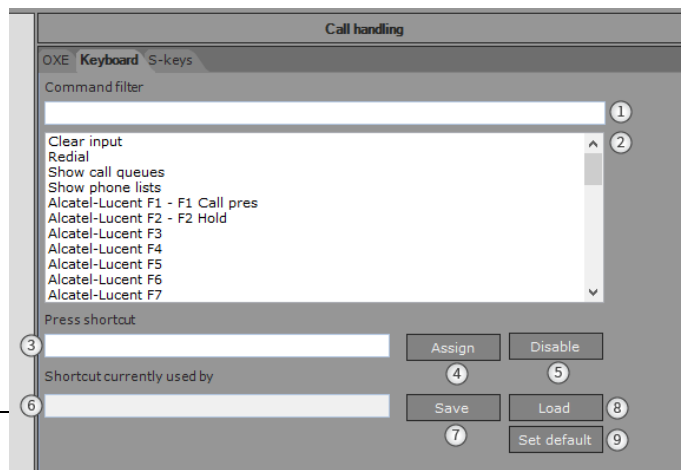 Call handling
OXE Keyboard S-keys
Command filter
1
Clear input 2
Redial
Show call queues
Show phone lists
Alcatel-Lucent F1 - F1 Call pres
Alcatel-Lucent F2 - F2 Hold
Alcatel-Lucent F3
Alcatel-Lucent F4
Alcatel-Lucent F5
Alcatel-Lucent F6
Alcatel-Lucent F7
Press shortcut
3 Assign Disable
4 5
Shortcut currently used by
6 Save Load 8
7
Set default 9